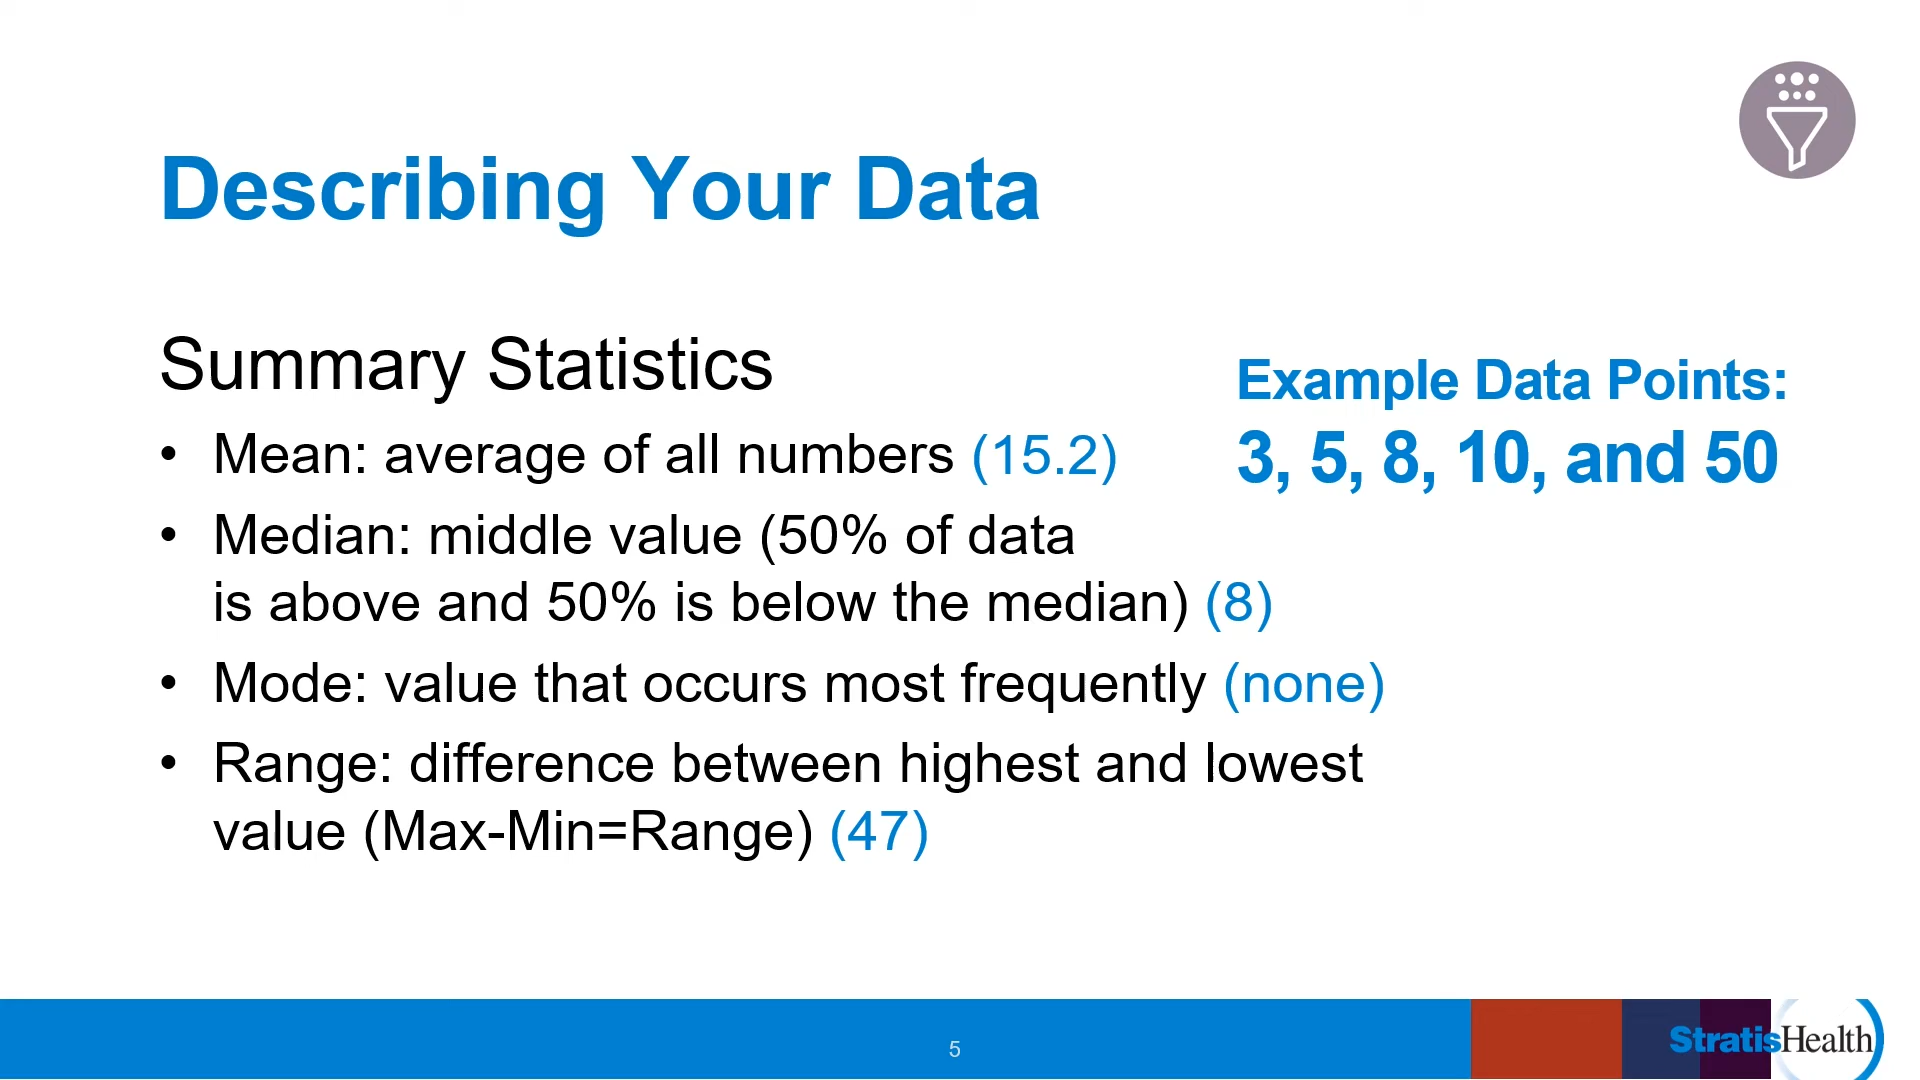 Describing Your Data
Summary Statistics
• Mean: average of all numbers (15.2)
• Median: middle value (50% of data
is above and 50% is below the median) (8)
• Mode: value that occurs most frequently (none)
• Range: difference between highest and lowest
value (Max-Min=Range) (47)
Example Data Points:
3, 5, 8, 10, and 50
5
StratisHealth